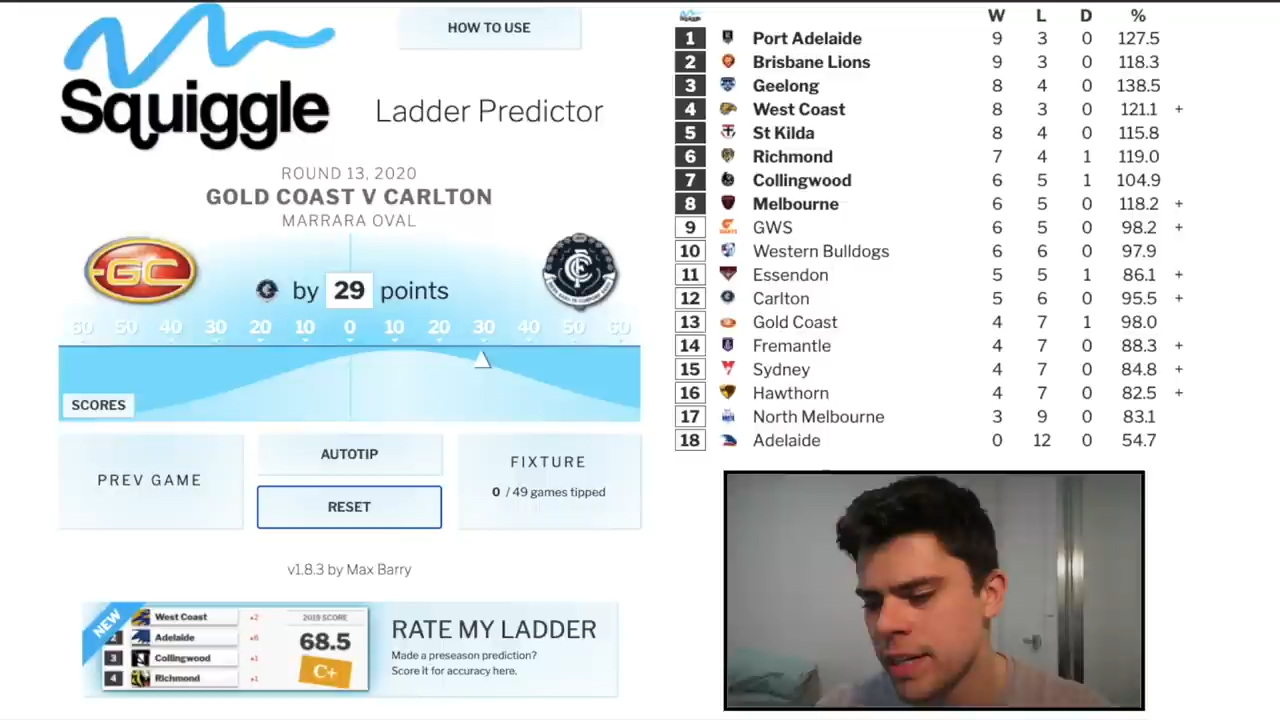 Squiggle
Ladder Predictor
HOW TO USE
ROUND 13, 2020
GOLD COAST V CARLTON
MARRARA OVAL
GC
by 29 points
60 50 40 30 20 10 0 10 20 30 40 50 60
SCORES
PREV GAME
AUTOTIP
RESET
FIXTURE
0 / 49 games tipped
v1.8.3 by Max Barry
NEW
West Coast
2 Adelaide
3 Collingwood
4 Richmond
2019 SCORE
68.5
C+
RATE MY LADDER
Made a preseason prediction?
Score it for accuracy here.
Squiggle W L D %
1 Port Adelaide 9 3 0 127.5
2 Brisbane Lions 9 3 0 118.3
3 Geelong 8 4 0 138.5
4 West Coast 8 3 0 121.1 +
5 St Kilda 8 4 0 115.8
6 Richmond 7 4 1 119.0
7 Collingwood 6 5 1 104.9
8 Melbourne 6 5 0 118.2 +
9 GWS 6 5 0 98.2 +
10 Western Bulldogs 6 6 0 97.9
11 Essendon 5 5 1 86.1 +
12 Carlton 5 6 0 95.5 +
13 Gold Coast 4 7 1 98.0
14 Fremantle 4 7 0 88.3 +
15 Sydney 4 7 0 84.8 +
16 Hawthorn 4 7 0 82.5 +
17 North Melbourne 3 9 0 83.1
18 Adelaide 0 12 0 54.7